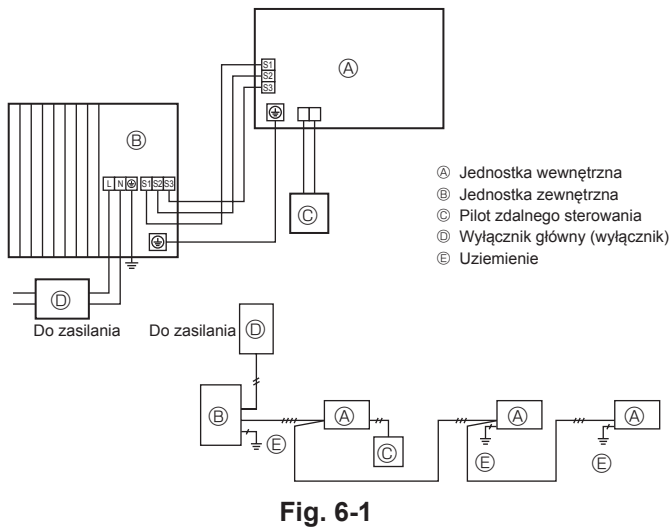 S1
S2
S3
Ⓐ
Ⓑ
L N S1 S2 S3
Ⓒ
Ⓐ Jednostka wewnętrzna
Ⓑ Jednostka zewnętrzna
Ⓒ Pilot zdalnego sterowania
Ⓓ Wyłącznik główny (wyłącznik)
Ⓔ Uziemienie
Ⓓ
Do zasilania
Do zasilania Ⓓ
Ⓑ Ⓐ Ⓐ Ⓐ
Ⓔ Ⓒ Ⓔ Ⓔ
Fig. 6-1